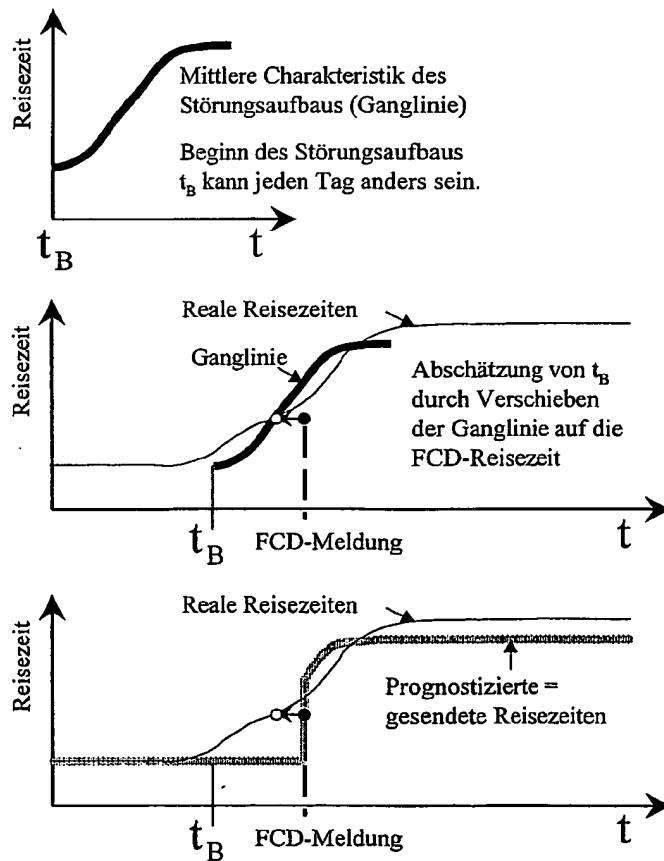 Reisezeit
Mittlere Charakteristik des
Störungsaufbaus (Ganglinie)
Beginn des Störungsaufbaus
t_B kann jeden Tag anders sein.
t_B
t
Reisezeit
Reale Reisezeiten
Ganglinie
Abschätzung von t_B
durch Verschieben
der Ganglinie auf die
FCD-Reisezeit
t_B
FCD-Meldung
t
Reisezeit
Reale Reisezeiten
Prognostizierte =
gesendete Reisezeiten
t_B
FCD-Meldung
t